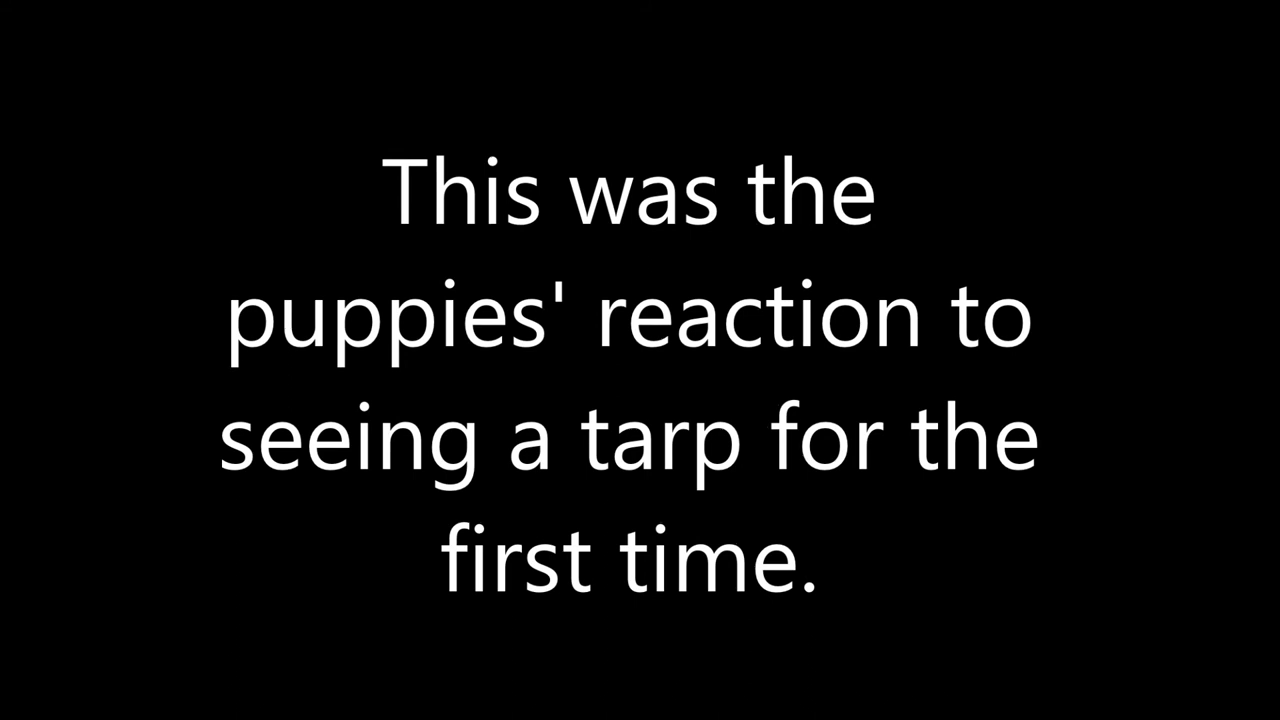 This was the
puppies' reaction to
seeing a tarp for the
first time.